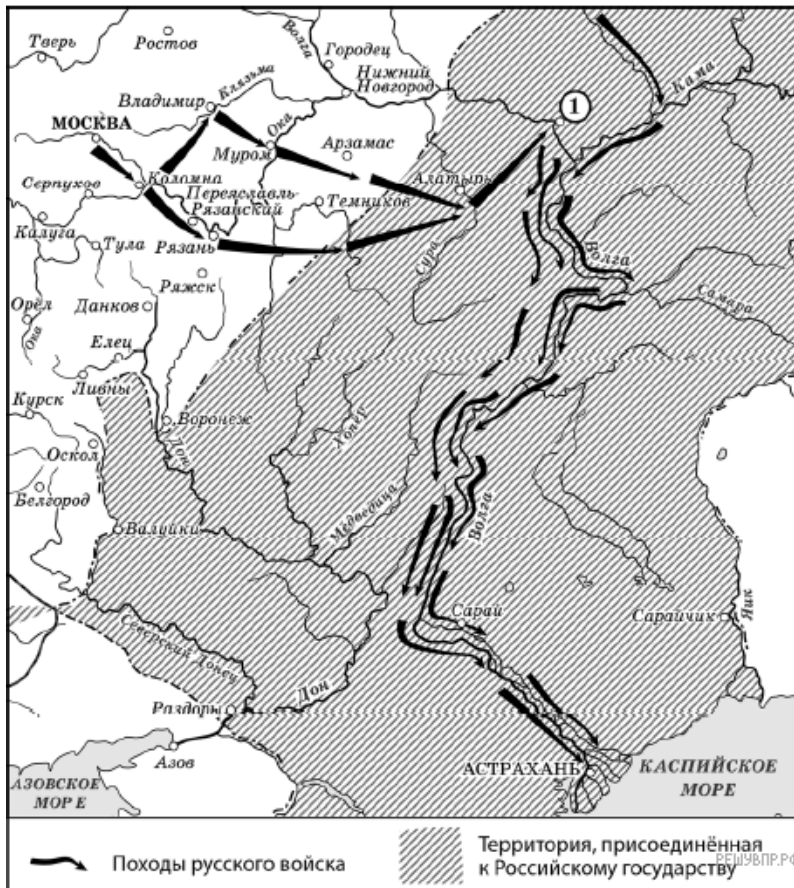 Тверь
Ростов
Волга
Городец
Нижний
Новгород
Клязьма
Владимир
МОСКВА
Ока
Муром
Арзамас
1
Кама
Коломна
Серпухов
Переяславль-
Рязанский
Темников
Алатырь
Калуга
Тула
Рязань
Сура
Волга
Ряжск
Самара
Орёл
Ока
Данков
Елец
Ливны
Курск
Воронеж
Хопер
Оскол
Дон
Белгород
Медведица
Волга
Валуйки
Сарай
Сарайчик
Яик
Северский Донец
Дон
Раздоры
Азов
АСТРАХАНЬ
АЗОВСКОЕ
МОРЕ
КАСПИЙСКОЕ
МОРЕ
Походы русского войска
Территория, присоединённая
к Российскому государству
РЕШУВПР.РФ